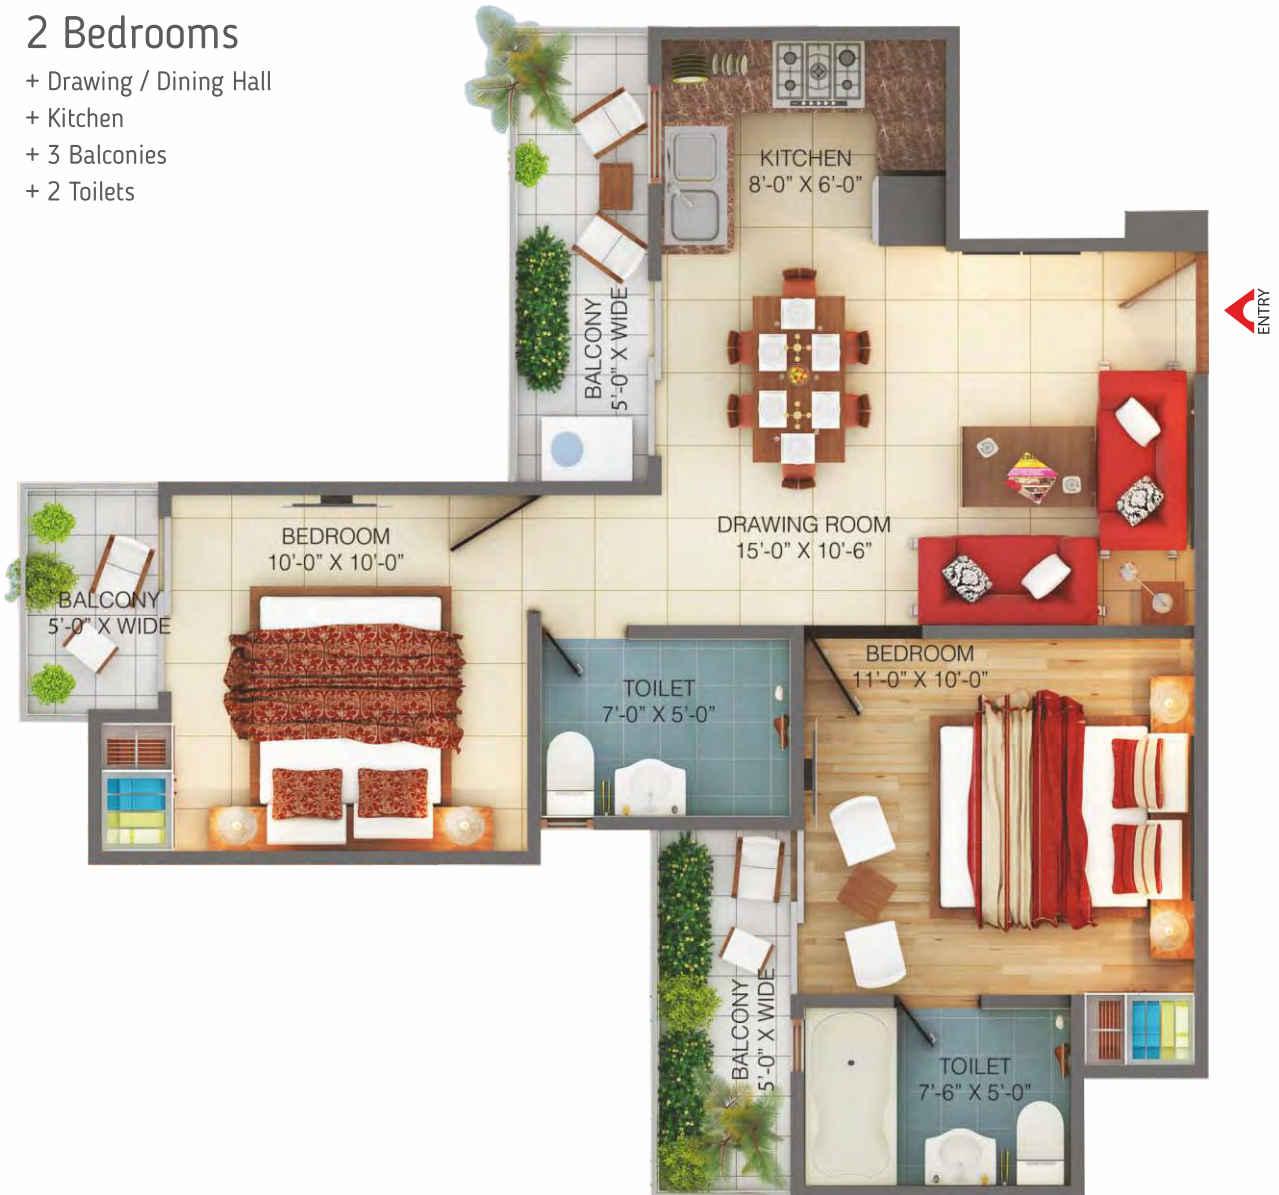 2 Bedrooms
+ Drawing / Dining Hall
+ Kitchen
+ 3 Balconies
+ 2 Toilets
KITCHEN
8'-0” X 6'-0”
ENTRY
BALCONY
5'-0” X WIDE
DRAWING ROOM
15'-0” X 10'-6”
BEDROOM
10'-0” X 10'-0”
BALCONY
5'-0” X WIDE
TOILET
7'-0” X 5'-0”
BEDROOM
11'-0” X 10'-0”
BALCONY
5'-0” X WIDE
TOILET
7'-6” X 5'-0”